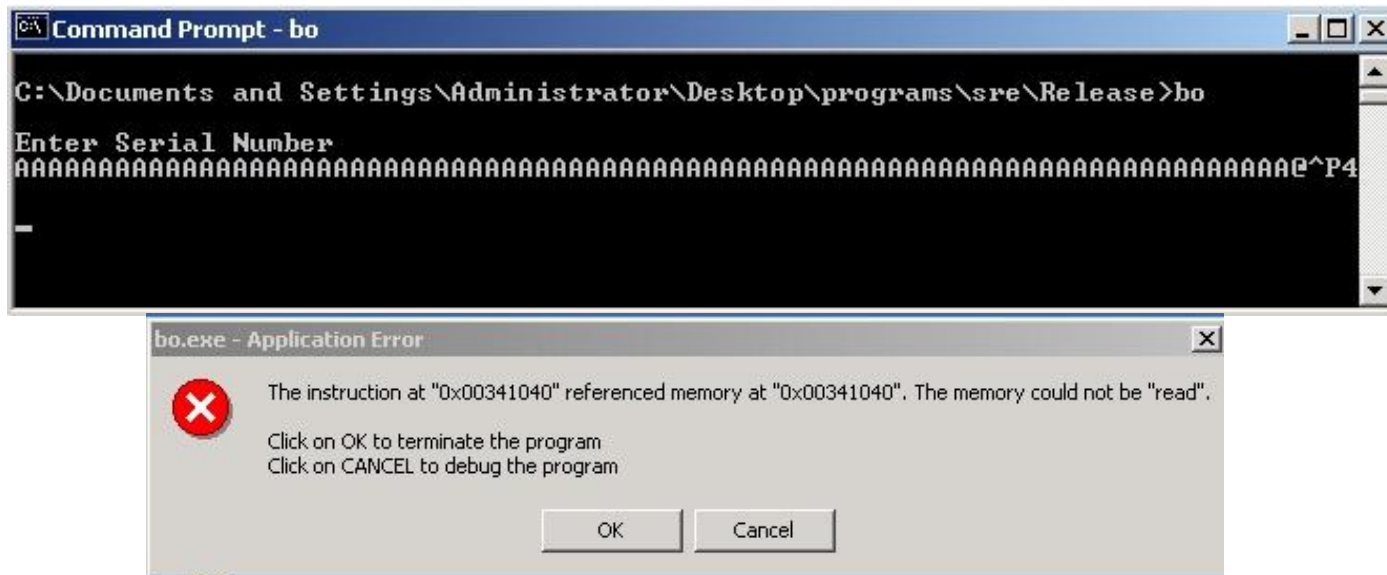 Command Prompt - bo
C:\Documents and Settings\Administrator\Desktop\programs\sre\Release>bo
Enter Serial Number
AAAAAAAAAAAAAAAAAAAAAAAAAAAAAAAAAAAAAAAAAAAAAAAAAAAAAAAAAAAAAAAAAAAAAAAAAAAA@^P4
bo.exe - Application Error
The instruction at "0x00341040" referenced memory at "0x00341040". The memory could not be "read".
Click on OK to terminate the program
Click on CANCEL to debug the program
OK
Cancel